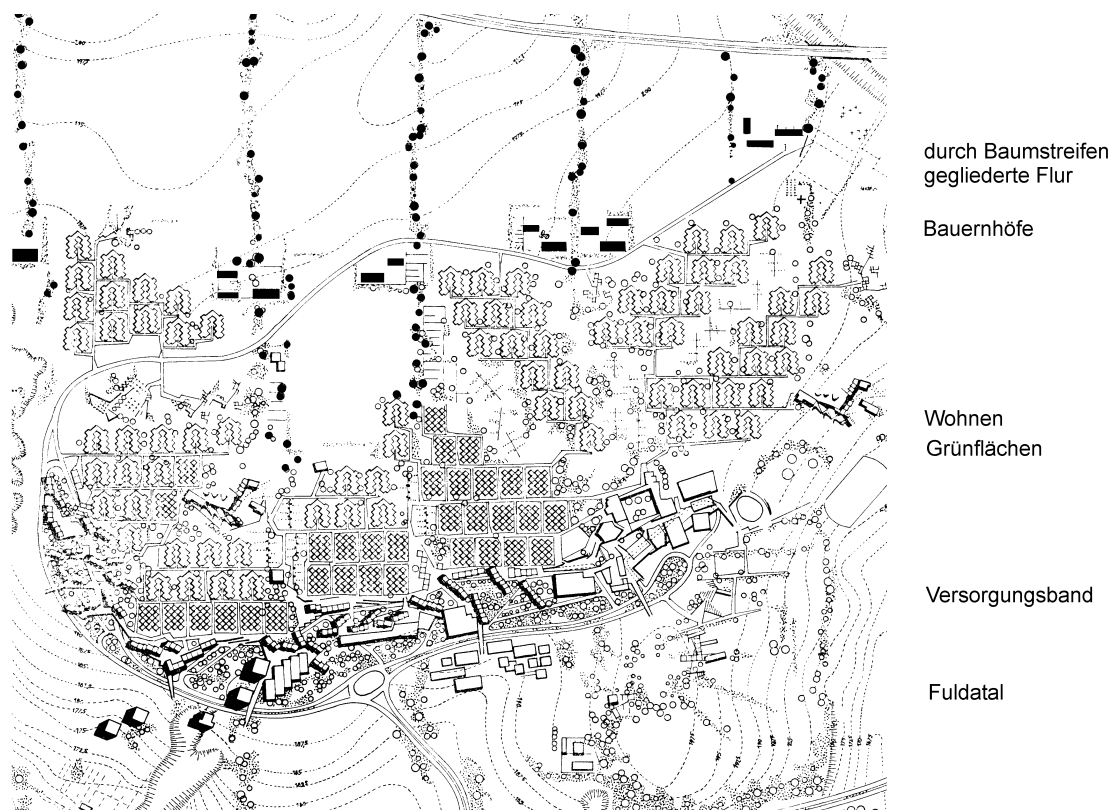 durch Baumstreifen
gegliederte Flur
Bauernhöfe
Wohnen
Grünflächen
Versorgungsband
Fuldatal